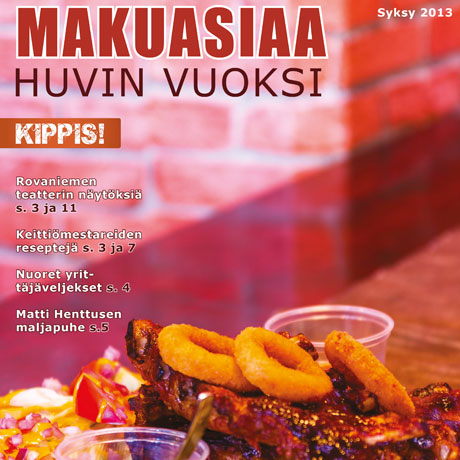 MAKUASIAA
Syksy 2013
HUVIN VUOKSI
KIPPIS!
Rovaniemen
teatterin näytöksiä
s. 3 ja 11
Keittiömestareiden
reseptejä s. 3 ja 7
Nuoret yrit-
täjäveljekset s. 4
Matti Henttusen
maljapuhe s.5